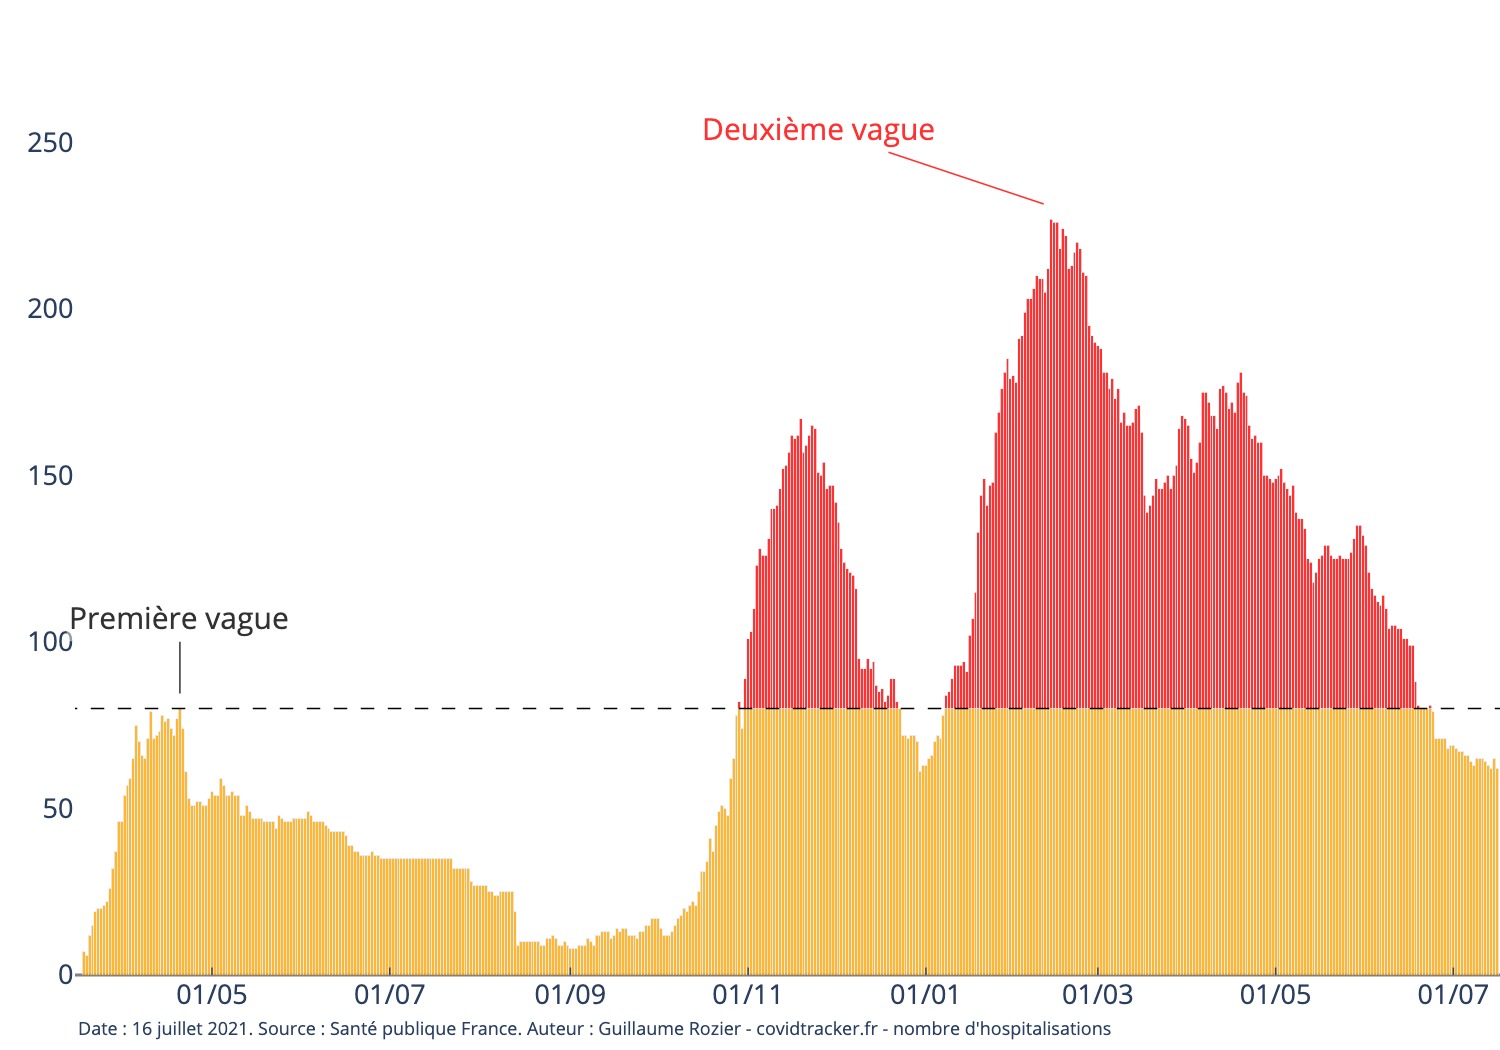 Deuxième vague
250
200
150
Première vague
100
50
0
01/05 01/07 01/09 01/11 01/01 01/03 01/05 01/07
Date : 16 juillet 2021. Source : Santé publique France. Auteur : Guillaume Rozier - covidtracker.fr - nombre d'hospitalisations